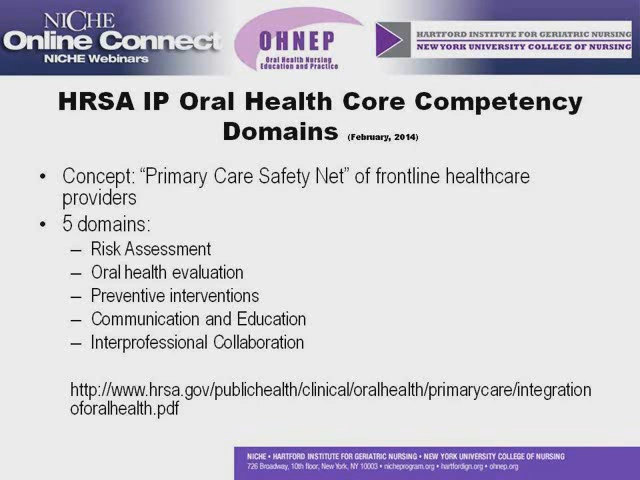 NICHE
Online Connect
NICHE Webinars
OHNEP
Oral Health Nursing
Education and Practice
HARTFORD INSTITUTE FOR GERIATRIC NURSING
NEW YORK UNIVERSITY COLLEGE OF NURSING
HRSA IP Oral Health Core Competency
Domains (February, 2014)
• Concept: “Primary Care Safety Net” of frontline healthcare
providers
• 5 domains:
– Risk Assessment
– Oral health evaluation
– Preventive interventions
– Communication and Education
– Interprofessional Collaboration
http://www.hrsa.gov/publichealth/clinical/oralhealth/primarycare/integration
oforalhealth.pdf
NICHE • HARTFORD INSTITUTE FOR GERIATRIC NURSING • NEW YORK UNIVERSITY COLLEGE OF NURSING
726 Broadway, 10th floor, New York, NY 10003 • nicheprogram.org • hartfordign.org • ohnep.org